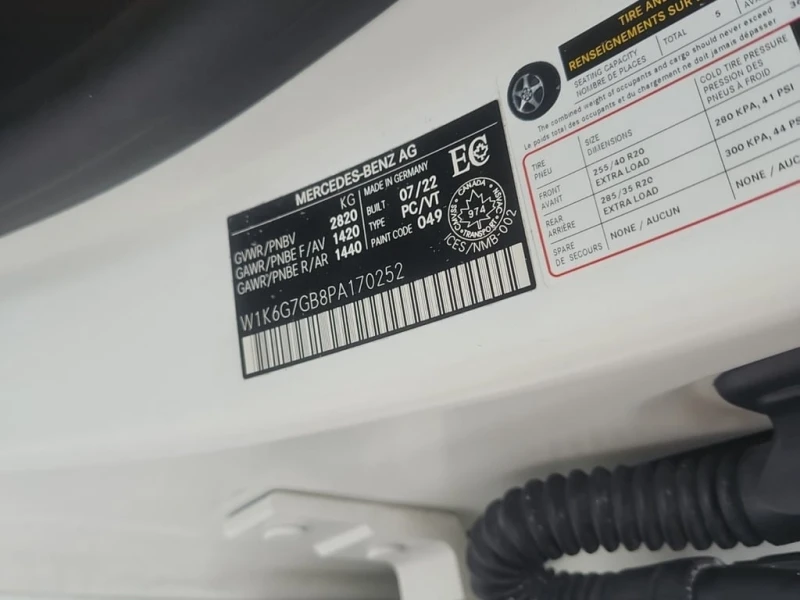 MERCEDES-BENZ AG
KG
MADE IN GERMANY
EC
GVWR/PNBV 2820
BUILT 07/22
GAWR/PNBE F/AV 1420
TYPE PC/VT
GAWR/PNBE R/AR 1440
PAINT CODE 049
CANADA
974
TRANSPORT
ICES/NMB-002
W1K6G7GB8PA170252
TIRE AND
RENSEIGNEMENTS SUR
SEATING CAPACITY
NOMBRE DE PLACES
TOTAL 5
The combined weight of occupants and cargo should never exceed
Le poids total des occupants et du chargement ne doit jamais dépasser
TIRE
PNEU
SIZE
DIMENSIONS
COLD TIRE PRESSURE
PRESSION DES
PNEUS À FROID
FRONT
AVANT
255/40 R20
EXTRA LOAD
280 KPA, 41 PSI
REAR
ARRIÈRE
285/35 R20
EXTRA LOAD
300 KPA, 44 PSI
SPARE
DE SECOURS
NONE / AUCUN
NONE / AUC